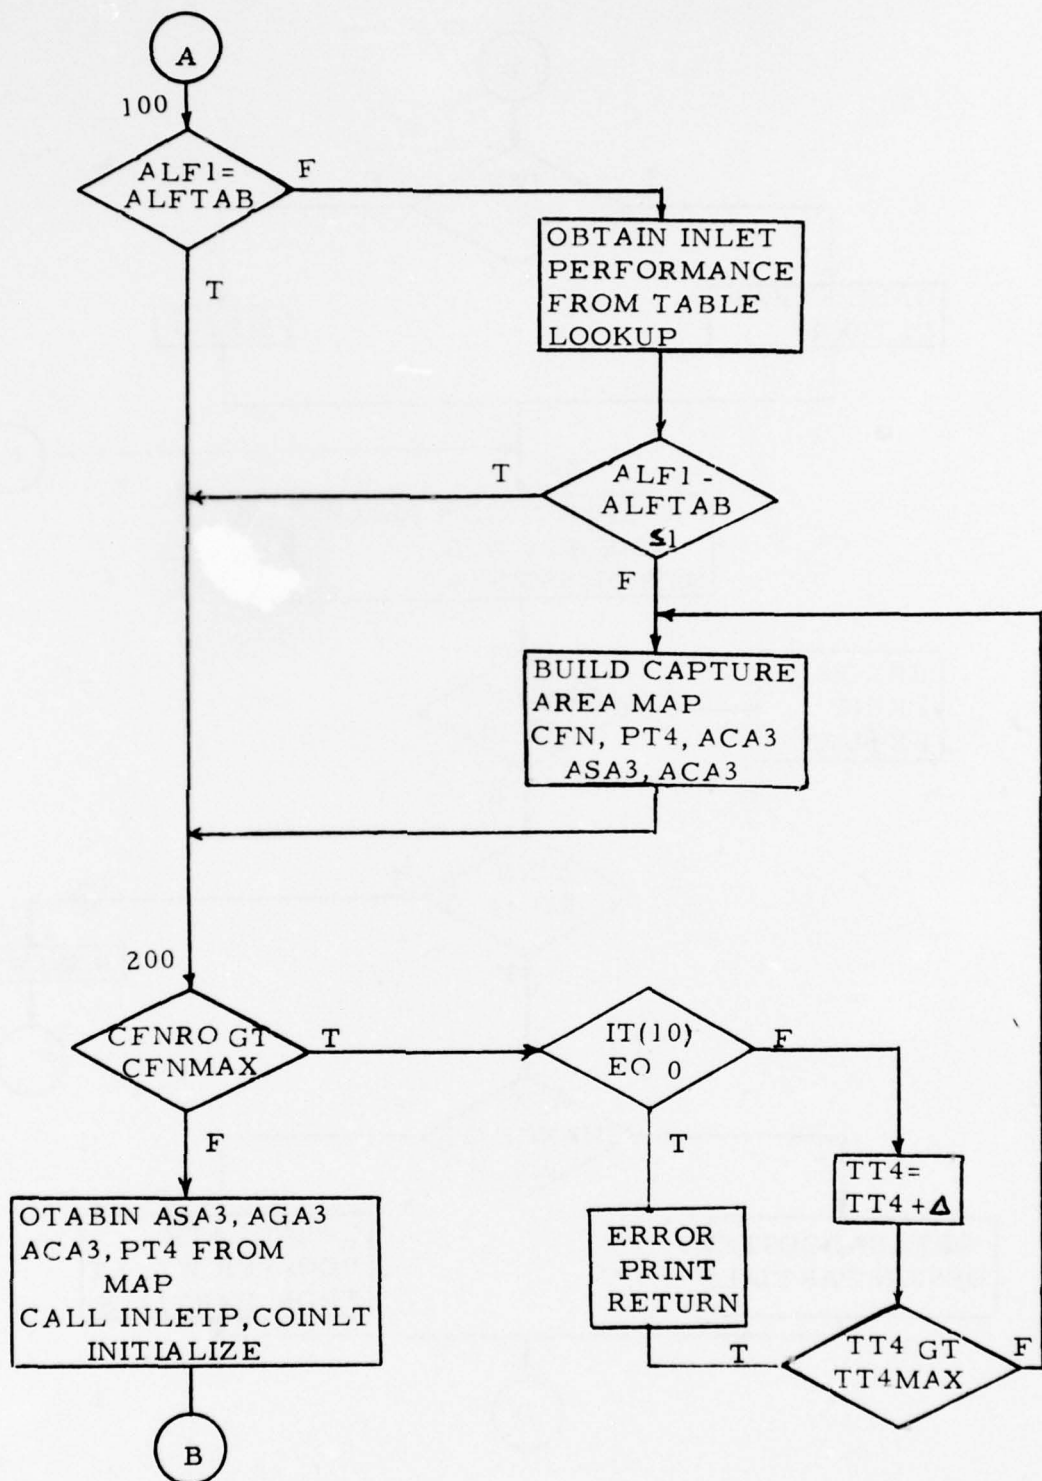 A
100
ALF1=
ALFTAB
F
T
OBTAIN INLET
PERFORMANCE
FROM TABLE
LOOKUP
T
ALF1 -
ALFTAB
≤1
F
BUILD CAPTURE
AREA MAP
CFN, PT4, ACA3
ASA3, ACA3
200
CFNRO GT
CFNMAX
T
F
IT(10)
EQ 0
F
T
TT4=
TT4+Δ
OTABIN ASA3, AGA3
ACA3, PT4 FROM
MAP
CALL INLETP, COINLT
INITIALIZE
ERROR
PRINT
RETURN
T
TT4 GT
TT4MAX
F
B